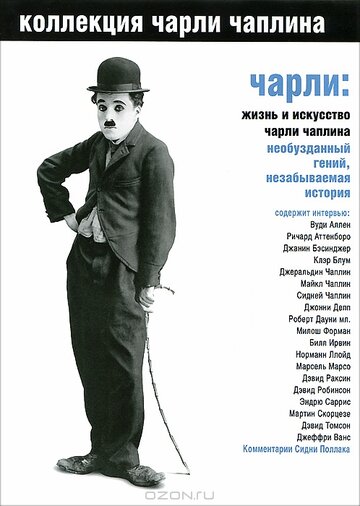 коллекция чарли чаплина
чарли:
жизнь и искусство
чарли чаплина
необузданный
гений,
незабываемая
история
содержит интервью:
Вуди Аллен
Ричард Аттенборо
Джанин Бэсинджер
Клэр Блум
Джеральдин Чаплин
Майкл Чаплин
Сидней Чаплин
Джонни Депп
Роберт Дауни мл.
Милош Форман
Билл Ирвин
Норманн Ллойд
Марсель Марсо
Дэвид Раксин
Дэвид Робинсон
Эндрю Саррис
Мартин Скорцезе
Дэвид Томсон
Джеффри Ванс
Комментарии Сидни Поллака
OZON.RU